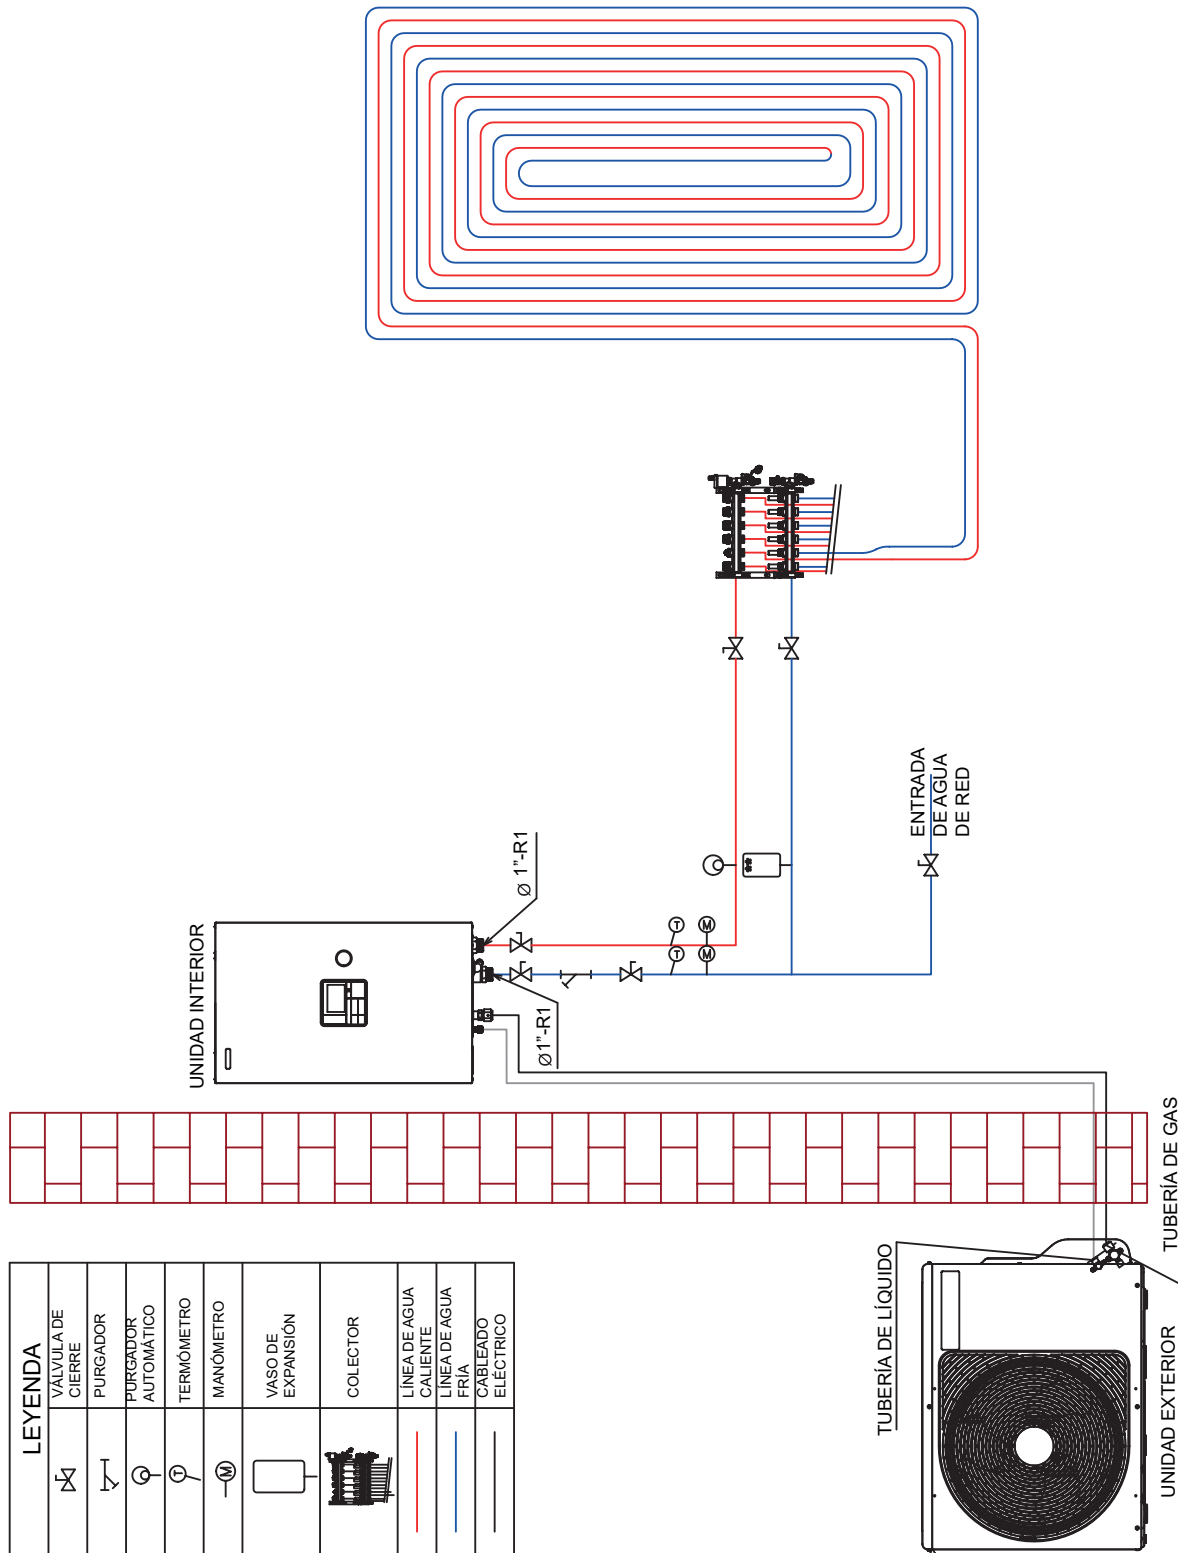 LEYENDA
VÁLVULA DE
CIERRE
PURGADOR
PURGADOR
AUTOMÁTICO
T
TERMÓMETRO
M
MANÓMETRO
VASO DE
EXPANSIÓN
COLECTOR
LÍNEA DE AGUA
CALIENTE
LÍNEA DE AGUA
FRÍA
CABLEADO
ELÉCTRICO
UNIDAD INTERIOR
Ø 1"-R1
Ø1"-R1
T
T
M
M
ENTRADA
DE AGUA
DE RED
TUBERÍA DE LÍQUIDO
TUBERÍA DE GAS
UNIDAD EXTERIOR